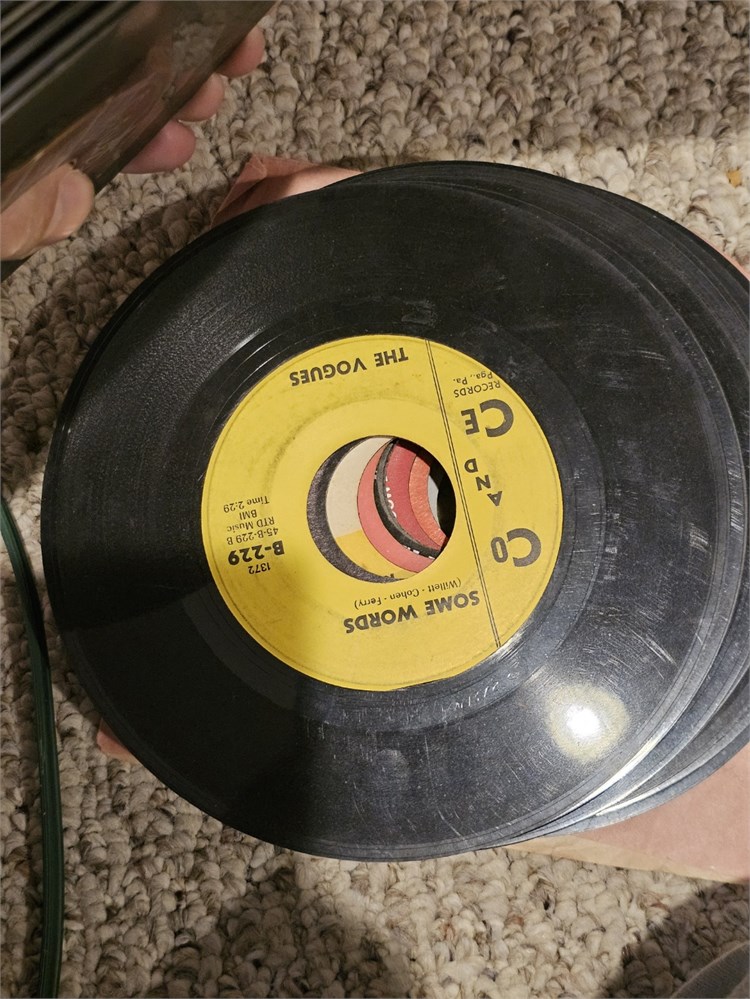 Co AND CE
RECORDS
Pga., Pa.
SOME WORDS
(Willett - Cohen - Ferry)
1372
B-229
45-B-229 B
RTD Music
BMI
Time 2:29
THE VOGUES